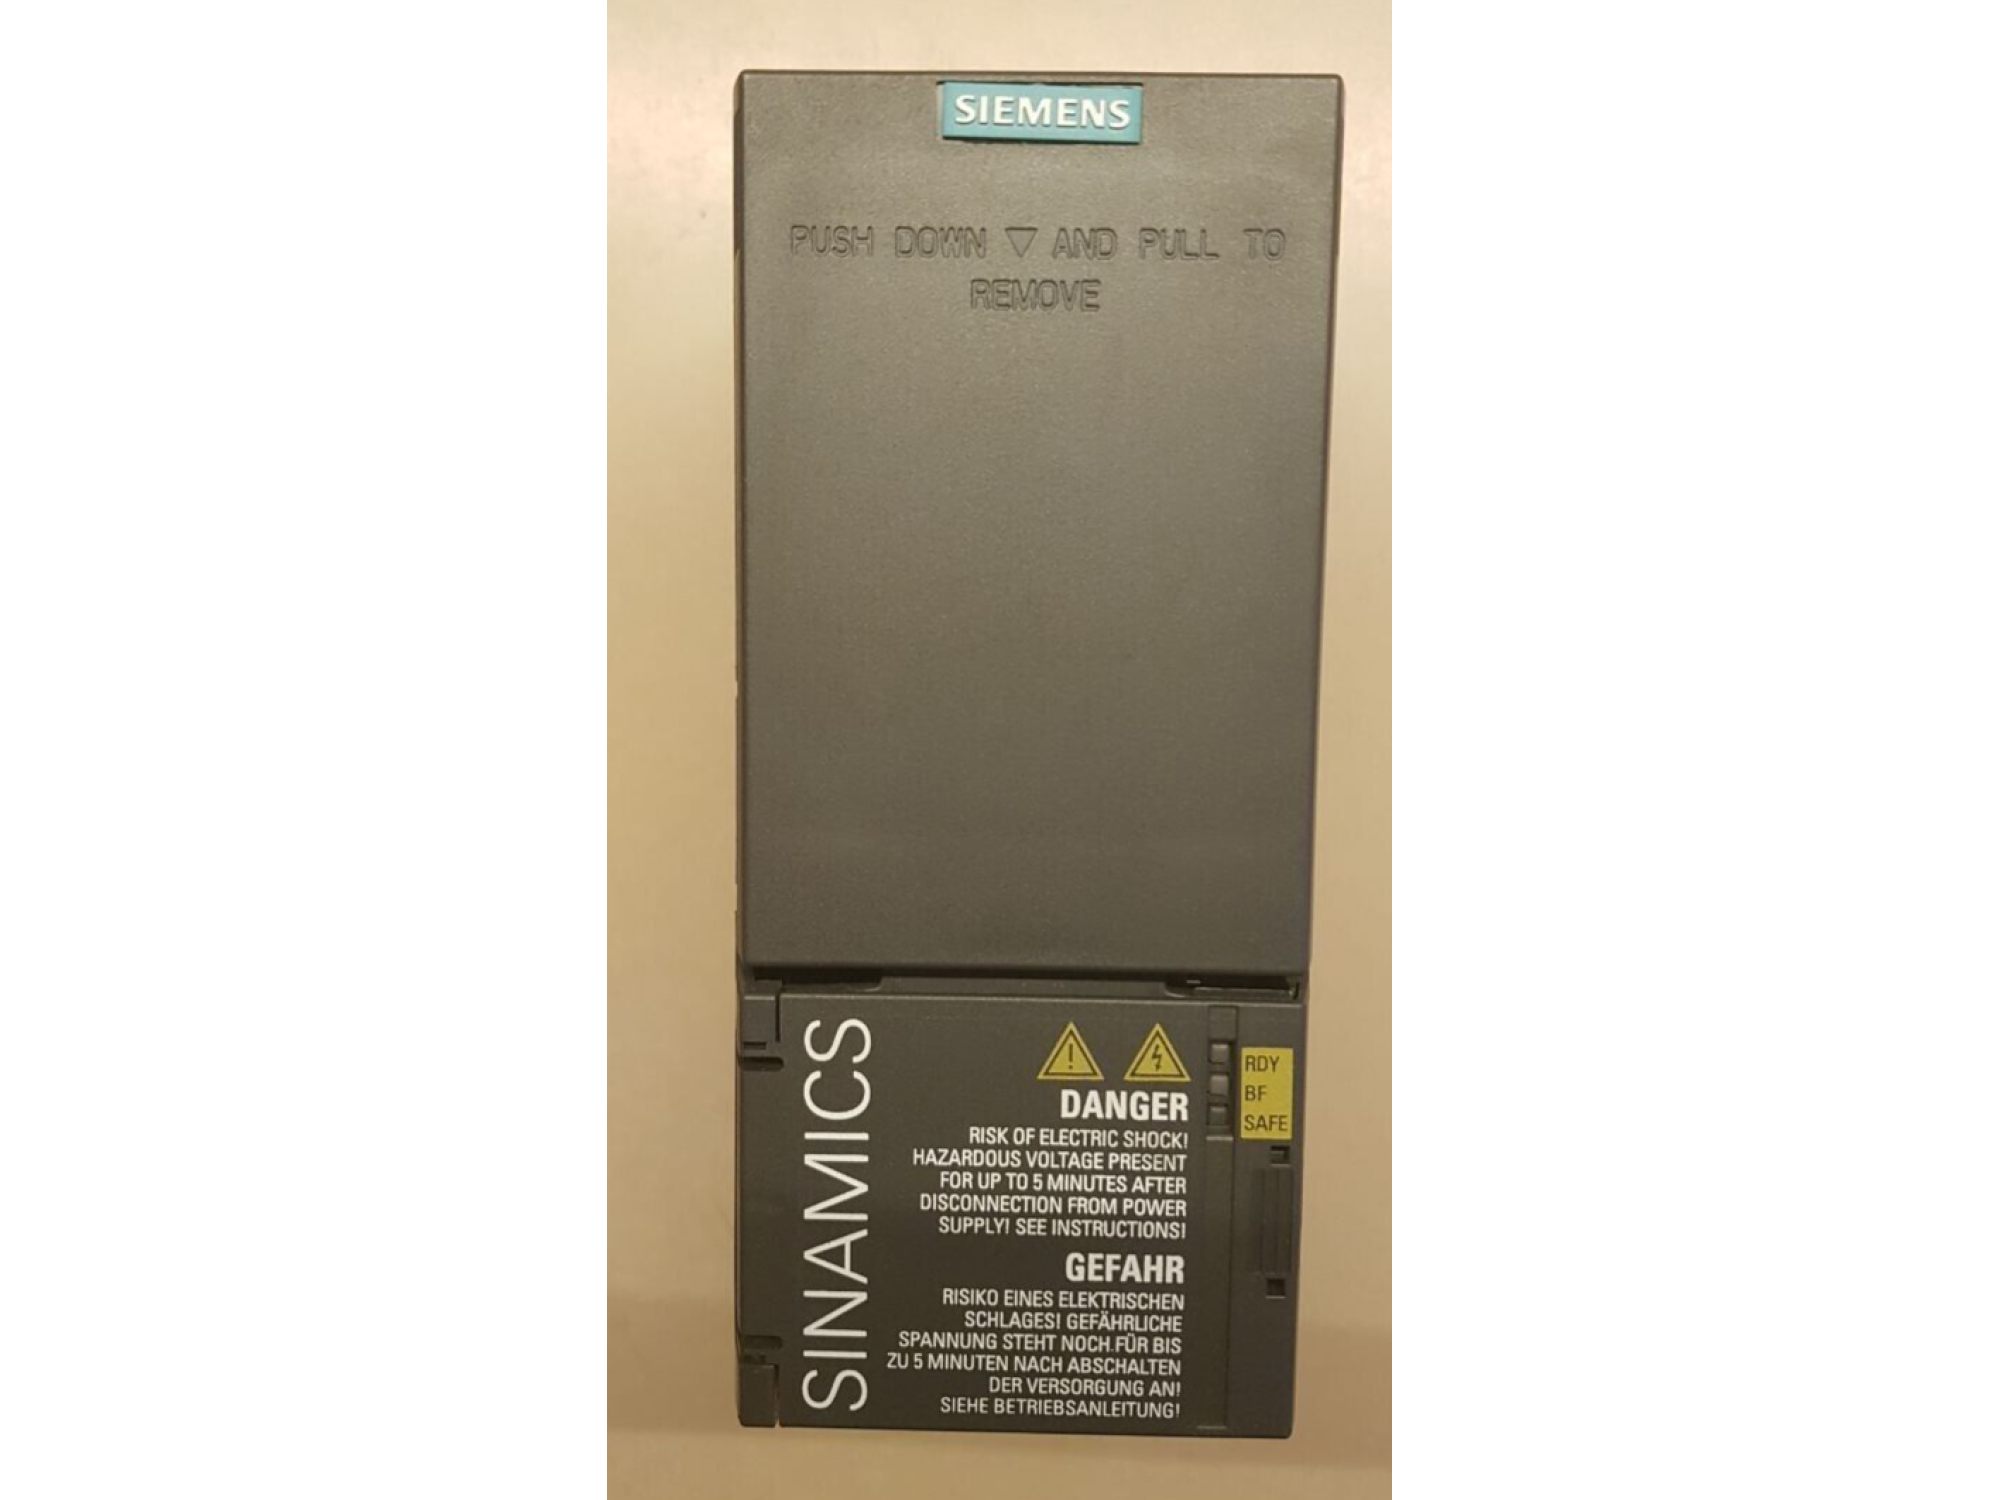 SIEMENS
PUSH DOWN ▽ AND PULL TO
REMOVE
SINAMICS
DANGER
RISK OF ELECTRIC SHOCK!
HAZARDOUS VOLTAGE PRESENT
FOR UP TO 5 MINUTES AFTER
DISCONNECTION FROM POWER
SUPPLY! SEE INSTRUCTIONS!
GEFAHR
RISIKO EINES ELEKTRISCHEN
SCHLAGES! GEFÄHRLICHE
SPANNUNG STEHT NOCH FÜR BIS
ZU 5 MINUTEN NACH ABSCHALTEN
DER VERSORGUNG AN!
SIEHE BETRIEBSANLEITUNG!
RDY
BF
SAFE